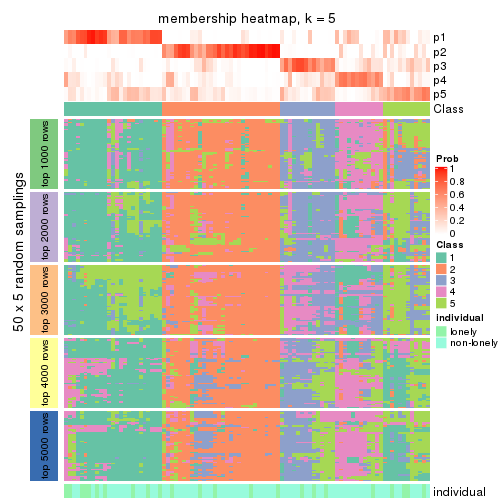 membership heatmap, k = 5
p1
p2
p3
p4
p5
Class
50 x 5 random samplings
top 1000 rows
top 2000 rows
top 3000 rows
top 4000 rows
top 5000 rows
individual
Prob
1
0.8
0.6
0.4
0.2
0
Class
1
2
3
4
5
individual
lonely
non-lonely